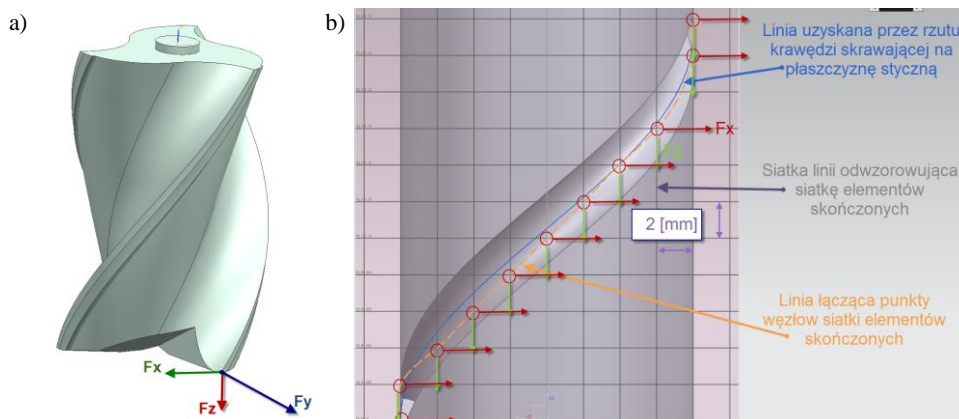 a)
b)
Linia uzyskana przez rzutu
krawędzi skrawającej na
płaszczyznę styczną
Fx
Siatka linii odwzorowująca
siatkę elementów
skończonych
2 [mm]
Linia łącząca punkty
węzłow siatki elementów
skończonych
Fx
Fz
Fy